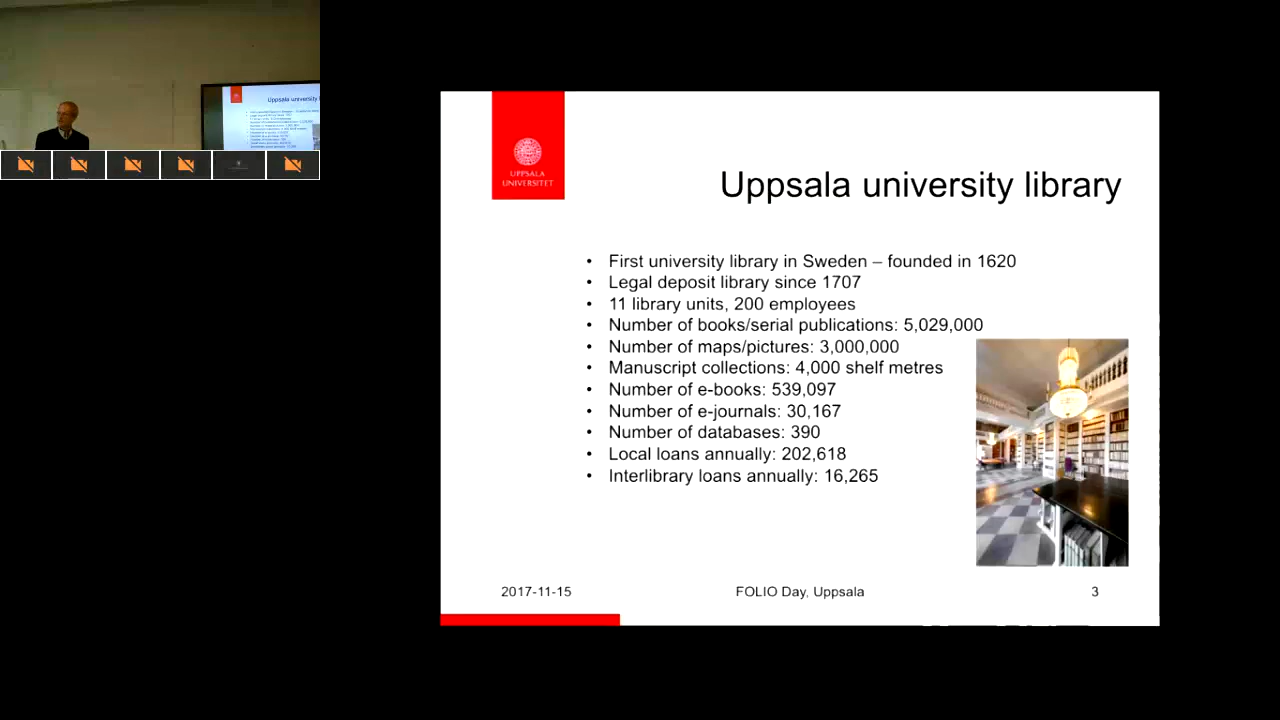 Uppsala university l
UPPSALA
UNIVERSITET
Uppsala university library
• First university library in Sweden – founded in 1620
• Legal deposit library since 1707
• 11 library units, 200 employees
• Number of books/serial publications: 5,029,000
• Number of maps/pictures: 3,000,000
• Manuscript collections: 4,000 shelf metres
• Number of e-books: 539,097
• Number of e-journals: 30,167
• Number of databases: 390
• Local loans annually: 202,618
• Interlibrary loans annually: 16,265
2017-11-15 FOLIO Day, Uppsala 3